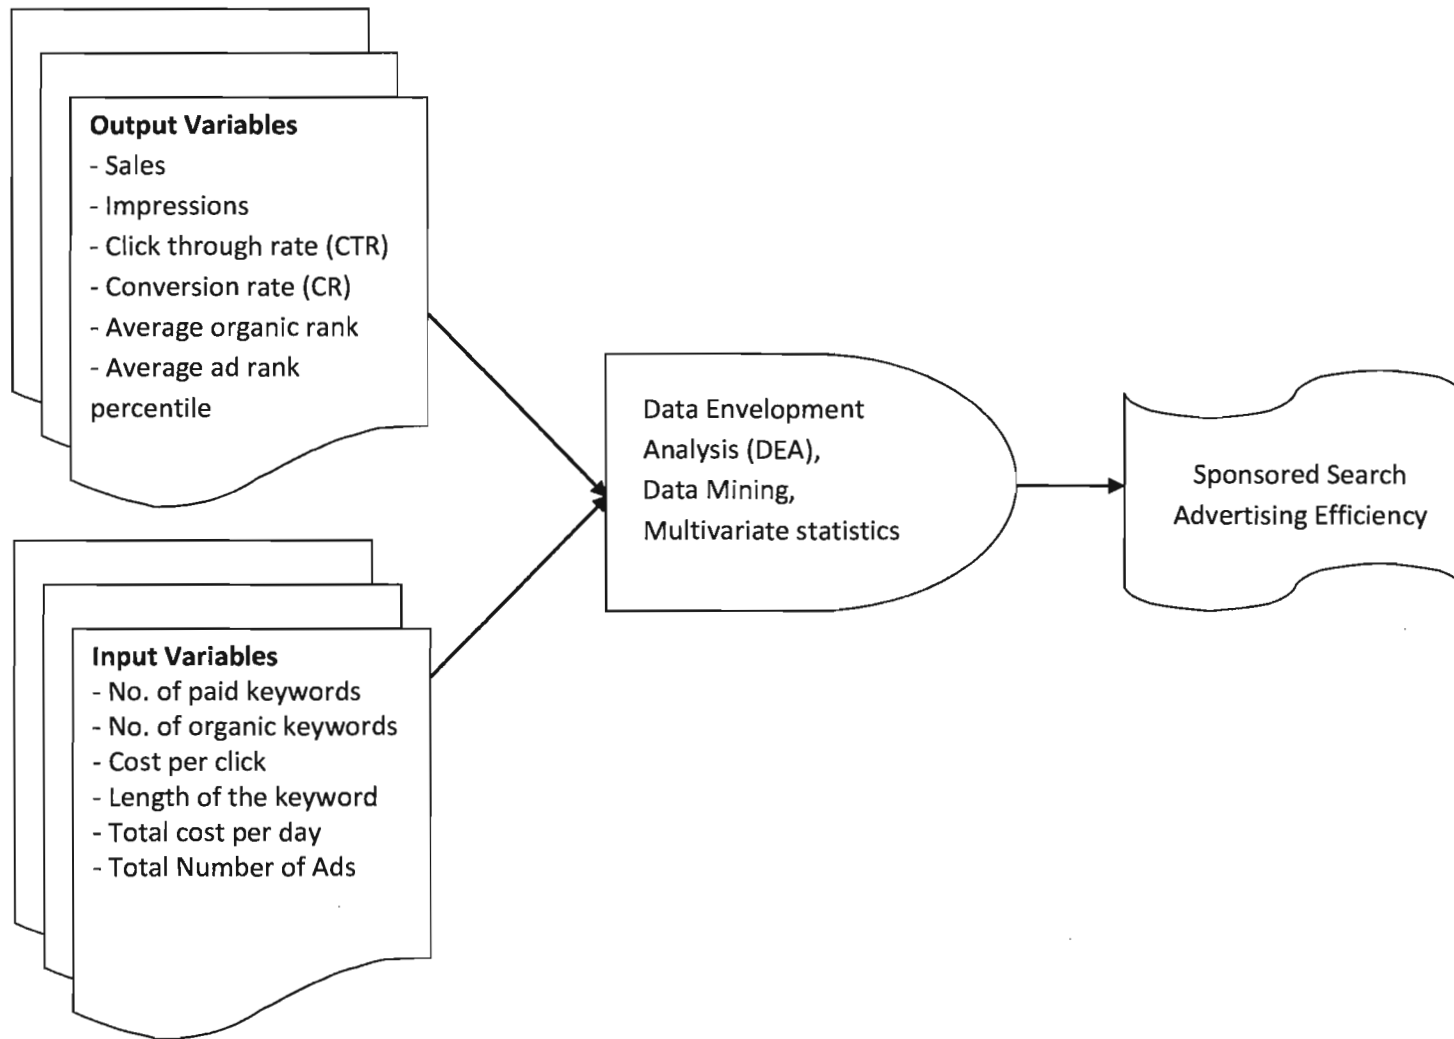 Output Variables
- Sales
- Impressions
- Click through rate (CTR)
- Conversion rate (CR)
- Average organic rank
- Average ad rank
percentile
Input Variables
- No. of paid keywords
- No. of organic keywords
- Cost per click
- Length of the keyword
- Total cost per day
- Total Number of Ads
Data Envelopment
Analysis (DEA),
Data Mining,
Multivariate statistics
Sponsored Search
Advertising Efficiency